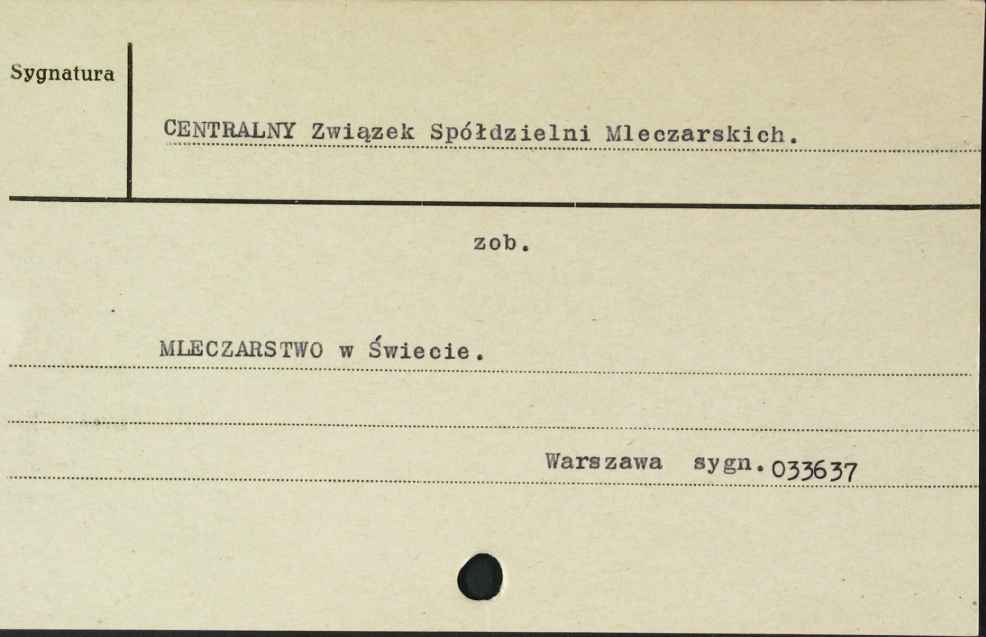 Sygnatura
CENTRALNY Związek Spółdzielni Mleczarskich.
zob.
MLECZARSTWO w Świecie.
Warszawa sygn. 033637